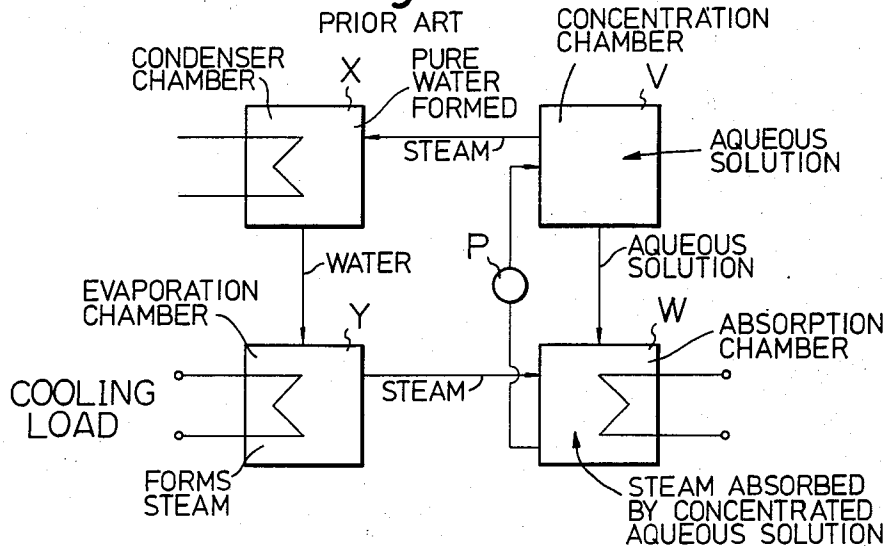 PRIOR ART
CONDENSER
CHAMBER
X
PURE
WATER
FORMED
CONCENTRATION
CHAMBER
V
STEAM
AQUEOUS
SOLUTION
WATER
P
AQUEOUS
SOLUTION
EVAPORATION
CHAMBER
Y
W
ABSORPTION
CHAMBER
STEAM
COOLING
LOAD
FORMS
STEAM
STEAM ABSORBED
BY CONCENTRATED
AQUEOUS SOLUTION